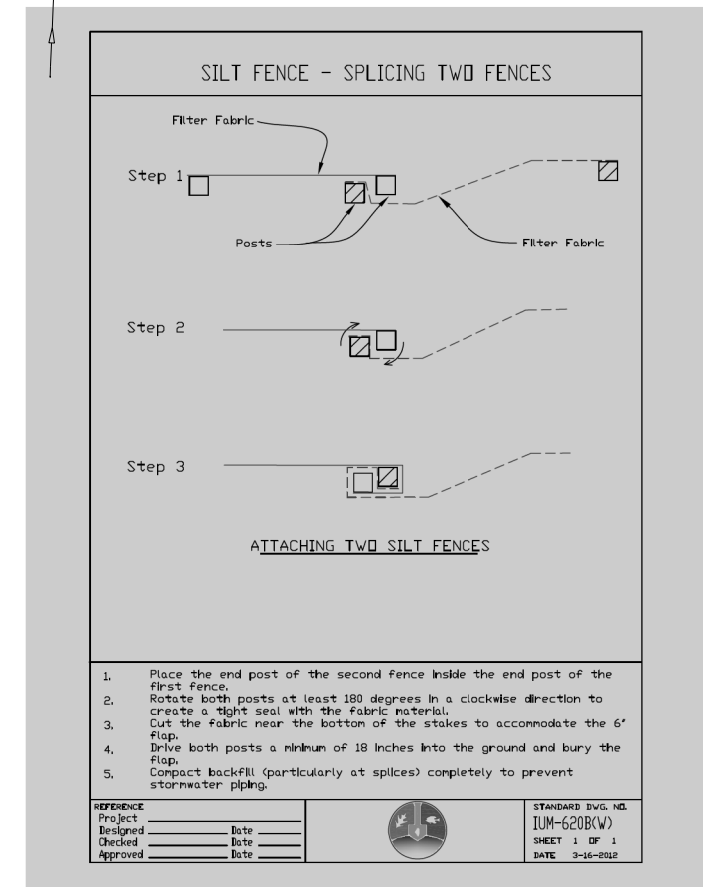 SILT FENCE - SPLICING TWO FENCES
Filter Fabric
Step 1
Posts
Filter Fabric
Step 2
Step 3
ATTACHING TWO SILT FENCES
1. Place the end post of the second fence inside the end post of the
first fence.
2. Rotate both posts at least 180 degrees in a clockwise direction to
create a tight seal with the fabric material.
3. Cut the fabric near the bottom of the stakes to accommodate the 6"
flap.
4. Drive both posts a minimum of 18 inches into the ground and bury the
flap.
5. Compact backfill (particularly at splices) completely to prevent
stormwater piping.
REFERENCE
Project
Designed Date
Checked Date
Approved Date
STANDARD DWG. NO.
IUM-620B(W)
SHEET 1 OF 1
DATE 3-16-2012